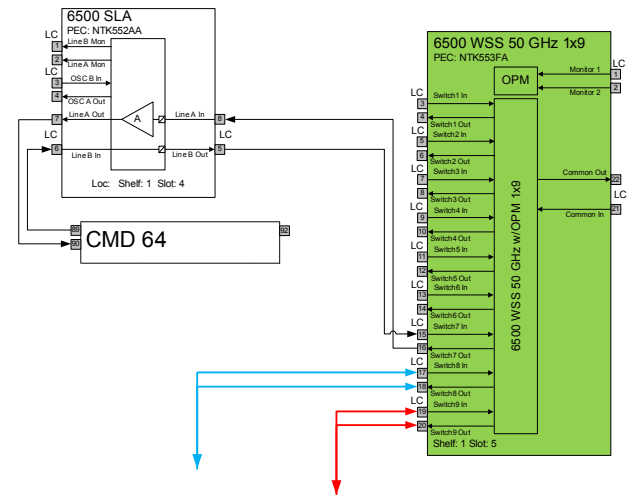 6500 SLA
PEC: NTK552AA
LC
1
Line B Mon
2
Line A Mon
LC
3
OSC B In
4
OSC A Out
7
Line A Out
A
Line A In
8
LC
LC
6
Line B In
Line B Out
5
Loc: Shelf: 1 Slot: 4
89
90
CMD 64
92
6500 WSS 50 GHz 1x9
PEC: NTK553FA
OPM
Monitor 1
LC
1
Monitor 2
2
6500 WSS 50 GHz w/OPM 1x9
Common Out
22
LC
Common In
21
LC
3
Switch1 In
4
Switch1 Out
LC
5
Switch2 In
6
Switch2 Out
LC
7
Switch3 In
8
Switch3 Out
LC
9
Switch4 In
10
Switch4 Out
LC
11
Switch5 In
12
Switch5 Out
LC
13
Switch6 In
14
Switch6 Out
LC
15
Switch7 In
16
Switch7 Out
LC
17
Switch8 In
18
Switch8 Out
LC
19
Switch9 In
20
Switch9 Out
Shelf: 1 Slot: 5